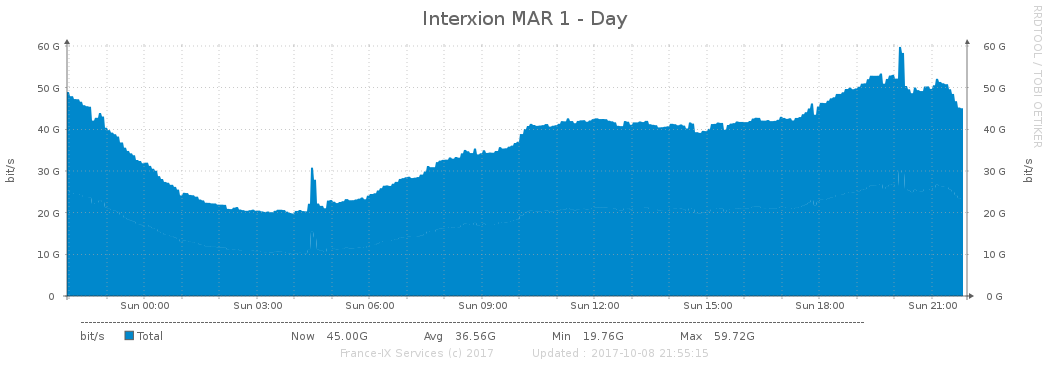 Interxion MAR 1 - Day
RRDTOOL / TOBI OETIKER
bit/s
60 G
50 G
40 G
30 G
20 G
10 G
0
60 G
50 G
40 G
30 G
20 G
10 G
0 G
bit/s
Sun 00:00 Sun 03:00 Sun 06:00 Sun 09:00 Sun 12:00 Sun 15:00 Sun 18:00 Sun 21:00
bit/s Total Now 45.00G Avg 36.56G Min 19.76G Max 59.72G
France-IX Services (c) 2017 Updated : 2017-10-08 21:55:15